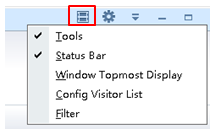 Tools
Status Bar
Window Topmost Display
Config Visitor List
Filter